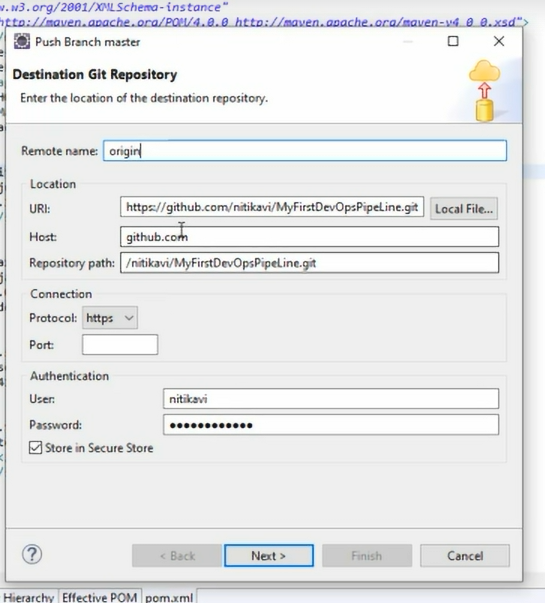 w.w3.org/2001/XMLSchema-instance"
http://maven.apache.org/POM/4.0.0 http://maven.apache.org/maven-v4_0_0.xsd">
Push Branch master
Destination Git Repository
Enter the location of the destination repository.
Remote name: origin
Location
URI: https://github.com/nitikavi/MyFirstDevOpsPipeLine.git Local File...
Host: github.com
Repository path: /nitikavi/MyFirstDevOpsPipeLine.git
Connection
Protocol: https
Port:
Authentication
User: nitikavi
Password: ●●●●●●●●●●●●
Store in Secure Store
? < Back Next > Finish Cancel
Hierarchy Effective POM pom.xml